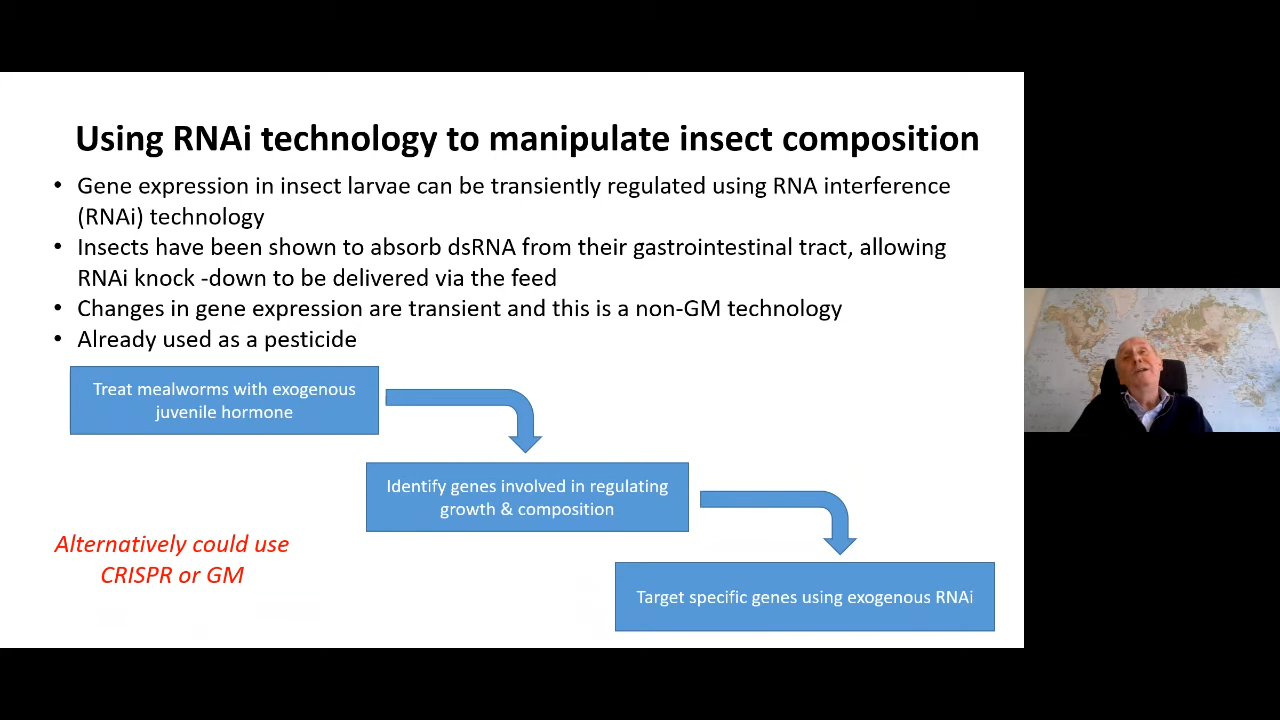 Using RNAi technology to manipulate insect composition
• Gene expression in insect larvae can be transiently regulated using RNA interference
(RNAi) technology
• Insects have been shown to absorb dsRNA from their gastrointestinal tract, allowing
RNAi knock -down to be delivered via the feed
• Changes in gene expression are transient and this is a non-GM technology
• Already used as a pesticide
Treat mealworms with exogenous
juvenile hormone
Identify genes involved in regulating
growth & composition
Alternatively could use
CRISPR or GM
Target specific genes using exogenous RNAi